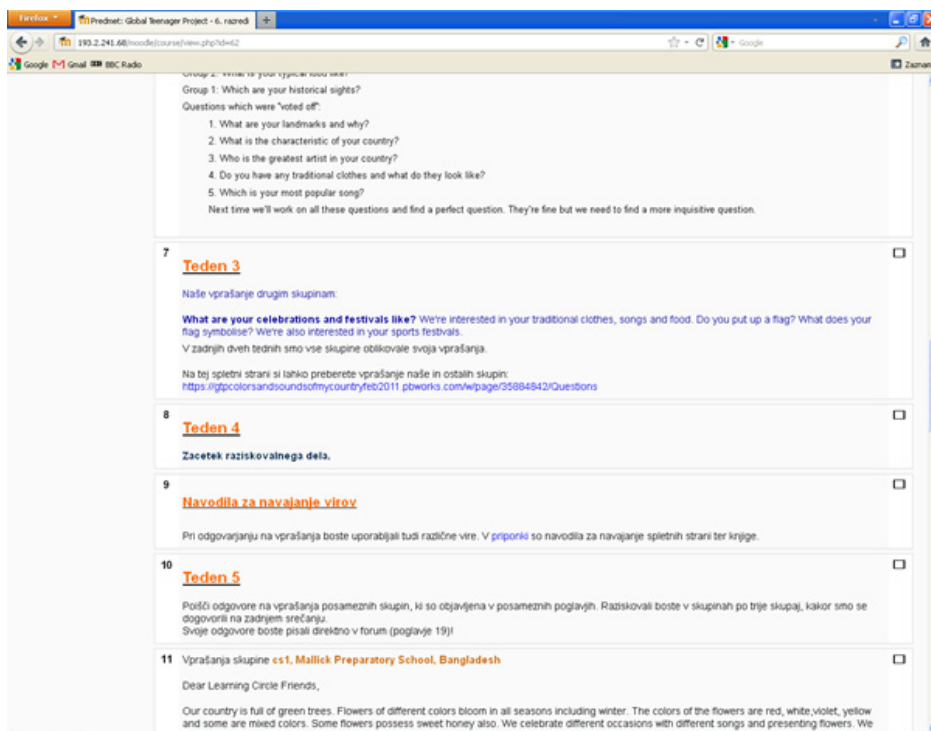 Firefox
Predmet: Global Teenager Project - 6. razredi
193.2.241.68/moodle/course/view.php?id=62
Google
Google Gmail BBC Radio
Zaznam
Group 2: What is your typical food like?
Group 1: Which are your historical sights?
Questions which were "voted off":
1. What are your landmarks and why?
2. What is the characteristic of your country?
3. Who is the greatest artist in your country?
4. Do you have any traditional clothes and what do they look like?
5. Which is your most popular song?
Next time we'll work on all these questions and find a perfect question. They're fine but we need to find a more inquisitive question.
7
Teden 3
Naše vprašanje drugim skupinam:
What are your celebrations and festivals like? We're interested in your traditional clothes, songs and food. Do you put up a flag? What does your
flag symbolise? We're also interested in your sports festivals.
V zadnjih dveh tednih smo vse skupine oblikovale svoja vprašanja.
Na tej spletni strani si lahko preberete vprašanje naše in ostalih skupin:
https://gtpcolorsandsoundsofmycountryfeb2011.pbworks.com/w/page/35884842/Questions
8
Teden 4
Zacetek raziskovalnega dela.
9
Navodila za navajanje virov
Pri odgovarjanju na vprašanja boste uporabljali tudi različne vire. V priponki so navodila za navajanje spletnih strani ter knjige.
10
Teden 5
Poišči odgovore na vprašanja posameznih skupin, ki so objavljena v posameznih poglavjih. Raziskovali boste v skupinah po trije skupaj, kakor smo se
dogovorili na zadnjem srečanju.
Svoje odgovore boste pisali direktno v forum (poglavje 19)!
11 Vprašanja skupine cs1, Mallick Preparatory School, Bangladesh
Dear Learning Circle Friends,
Our country is full of green trees. Flowers of different colors bloom in all seasons including winter. The colors of the flowers are red, white,violet, yellow
and some are mixed colors. Some flowers possess sweet honey also. We celebrate different occasions with different songs and presenting flowers. We